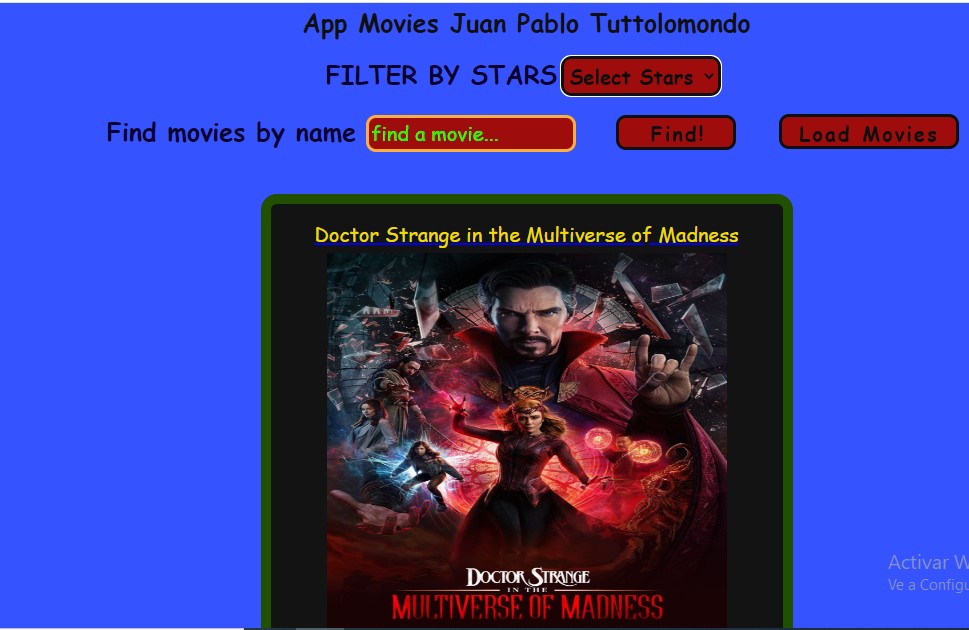 App Movies Juan Pablo Tuttolomondo
FILTER BY STARS Select Stars
Find movies by name find a movie... Find! Load Movies
Doctor Strange in the Multiverse of Madness
DOCTOR STRANGE
IN THE
MULTIVERSE OF MADNESS
Activar W
Ve a Configu